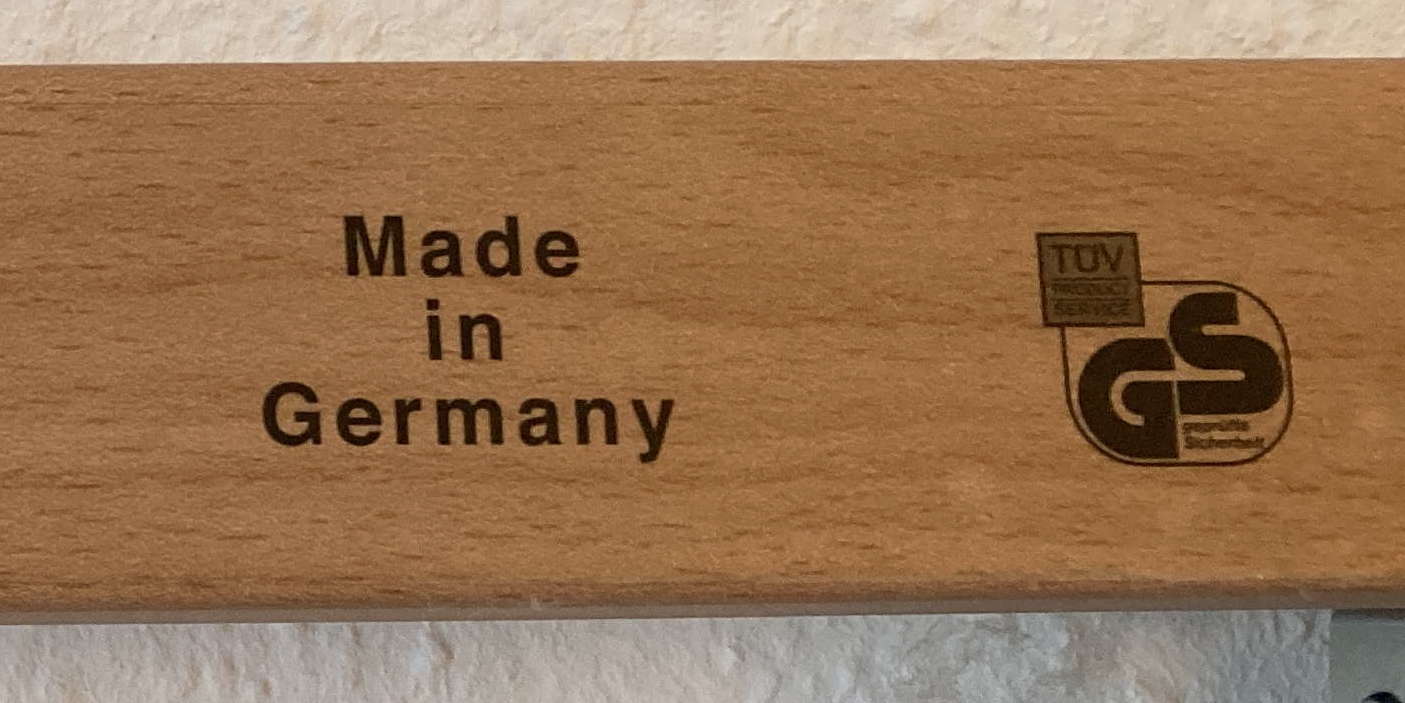 Made
in
Germany
TÜV
PRODUCT
SERVICE
GS
geprüfte
Sicherheit